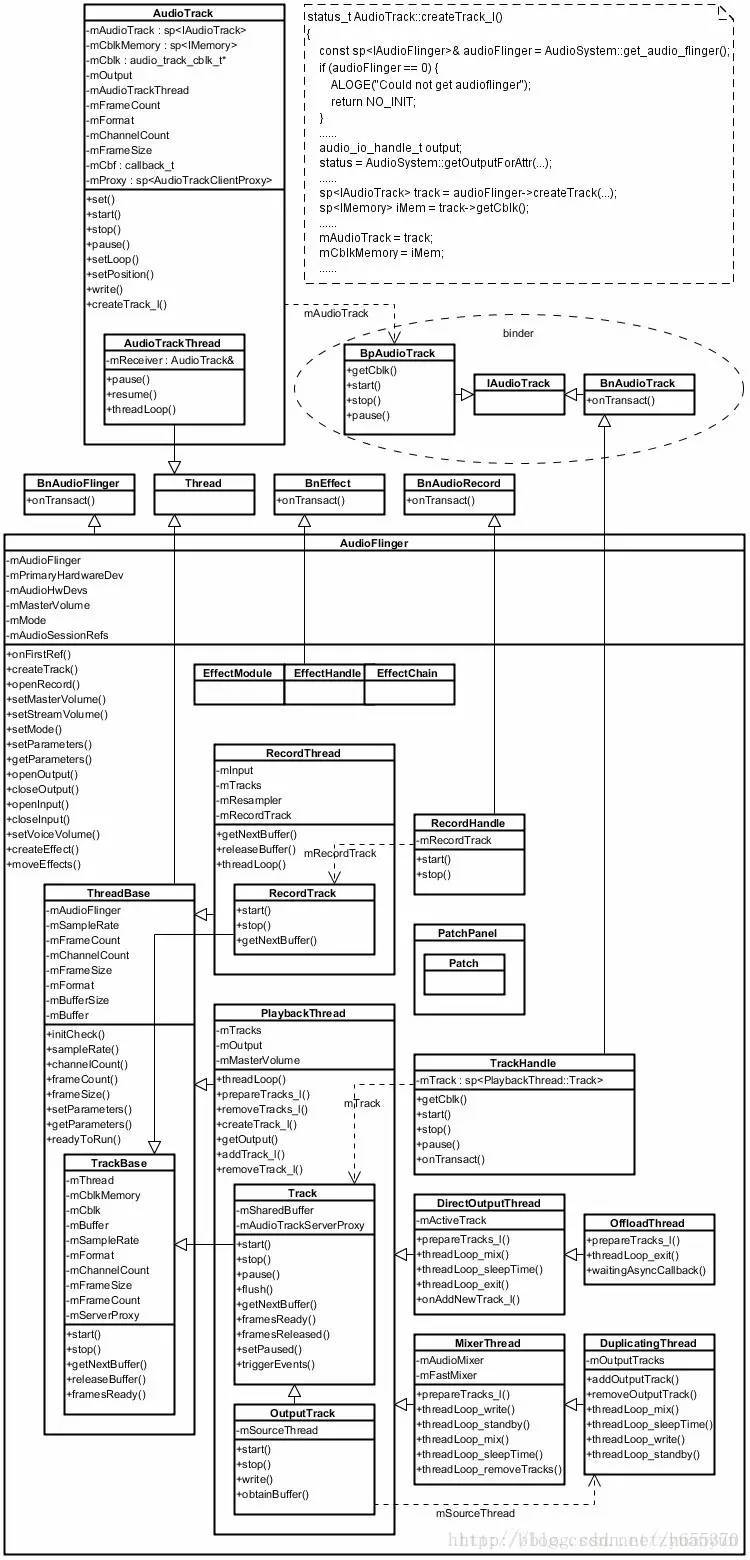 AudioTrack
-mAudioTrack : sp<IAudioTrack>
-mCblkMemory : sp<IMemory>
-mCblk : audio_track_cblk_t*
-mOutput
-mAudioTrackThread
-mFrameCount
-mFormat
-mChannelCount
-mFrameSize
-mCbf : callback_t
-mProxy : sp<AudioTrackClientProxy>
+set()
+start()
+stop()
+pause()
+setLoop()
+setPosition()
+write()
+createTrack_l()
AudioTrackThread
-mReceiver : AudioTrack&
+pause()
+resume()
+threadLoop()
status_t AudioTrack::createTrack_l()
{
const sp<IAudioFlinger>& audioFlinger = AudioSystem::get_audio_flinger();
if (audioFlinger == 0) {
ALOGE("Could not get audioflinger");
return NO_INIT;
}
......
audio_io_handle_t output;
status = AudioSystem::getOutputForAttr(...);
......
sp<IAudioTrack> track = audioFlinger->createTrack(...);
sp<IMemory> iMem = track->getCblk();
......
mAudioTrack = track;
mCblkMemory = iMem;
......
mAudioTrack
binder
BpAudioTrack
+getCblk()
+start()
+stop()
+pause()
IAudioTrack
BnAudioTrack
+onTransact()
BnAudioFlinger
+onTransact()
Thread
BnEffect
+onTransact()
BnAudioRecord
+onTransact()
AudioFlinger
-mAudioFlinger
-mPrimaryHardwareDev
-mAudioHwDevs
-mMasterVolume
-mMode
-mAudioSessionRefs
+onFirstRef()
+createTrack()
+openRecord()
+setMasterVolume()
+setStreamVolume()
+setMode()
+setParameters()
+getParameters()
+openOutput()
+closeOutput()
+openInput()
+closeInput()
+setVoiceVolume()
+createEffect()
+moveEffects()
EffectModule
EffectHandle
EffectChain
RecordThread
-mInput
-mTracks
-mResampler
-mRecordTrack
+getNextBuffer()
+releaseBuffer()
+threadLoop()
mRecordTrack
RecordTrack
+start()
+stop()
+getNextBuffer()
RecordHandle
-mRecordTrack
+start()
+stop()
PatchPanel
Patch
ThreadBase
-mAudioFlinger
-mSampleRate
-mFrameCount
-mChannelCount
-mFrameSize
-mFormat
-mBufferSize
-mBuffer
+initCheck()
+sampleRate()
+channelCount()
+frameCount()
+frameSize()
+setParameters()
+getParameters()
+readyToRun()
TrackBase
-mThread
-mCblkMemory
-mCblk
-mBuffer
-mSampleRate
-mFormat
-mChannelCount
-mFrameSize
-mFrameCount
-mServerProxy
+start()
+stop()
+getNextBuffer()
+releaseBuffer()
+framesReady()
PlaybackThread
-mTracks
-mOutput
-mMasterVolume
+threadLoop()
+prepareTracks_l()
+removeTracks_l()
+createTrack_l()
+getOutput()
+addTrack_l()
+removeTrack_l()
mTrack
Track
-mSharedBuffer
-mAudioTrackServerProxy
+start()
+stop()
+pause()
+flush()
+getNextBuffer()
+framesReady()
+framesReleased()
+setPaused()
+triggerEvents()
OutputTrack
-mSourceThread
+start()
+stop()
+write()
+obtainBuffer()
TrackHandle
-mTrack : sp<PlaybackThread::Track>
+getCblk()
+start()
+stop()
+pause()
+onTransact()
DirectOutputThread
-mActiveTrack
+prepareTracks_l()
+threadLoop_mix()
+threadLoop_sleepTime()
+threadLoop_exit()
+onAddNewTrack_l()
OffloadThread
+prepareTracks_l()
+threadLoop_exit()
+waitingAsyncCallback()
MixerThread
-mAudioMixer
-mFastMixer
+prepareTracks_l()
+threadLoop_write()
+threadLoop_standby()
+threadLoop_mix()
+threadLoop_sleepTime()
+threadLoop_removeTracks()
DuplicatingThread
-mOutputTracks
+addOutputTrack()
+removeOutputTrack()
+threadLoop_mix()
+threadLoop_sleepTime()
+threadLoop_write()
+threadLoop_standby()
mSourceThread